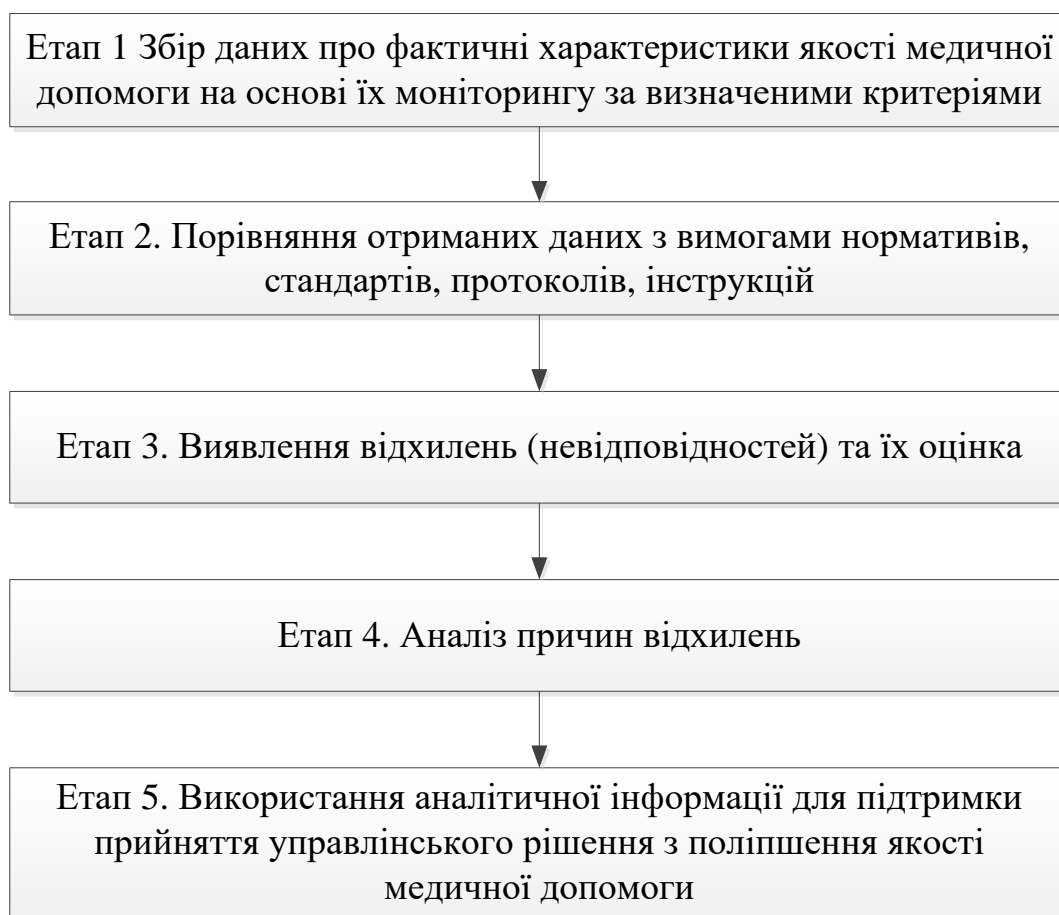 Етап 1 Збір даних про фактичні характеристики якості медичної
допомоги на основі їх моніторингу за визначеними критеріями
Етап 2. Порівняння отриманих даних з вимогами нормативів,
стандартів, протоколів, інструкцій
Етап 3. Виявлення відхилень (невідповідностей) та їх оцінка
Етап 4. Аналіз причин відхилень
Етап 5. Використання аналітичної інформації для підтримки
прийняття управлінського рішення з поліпшення якості
медичної допомоги